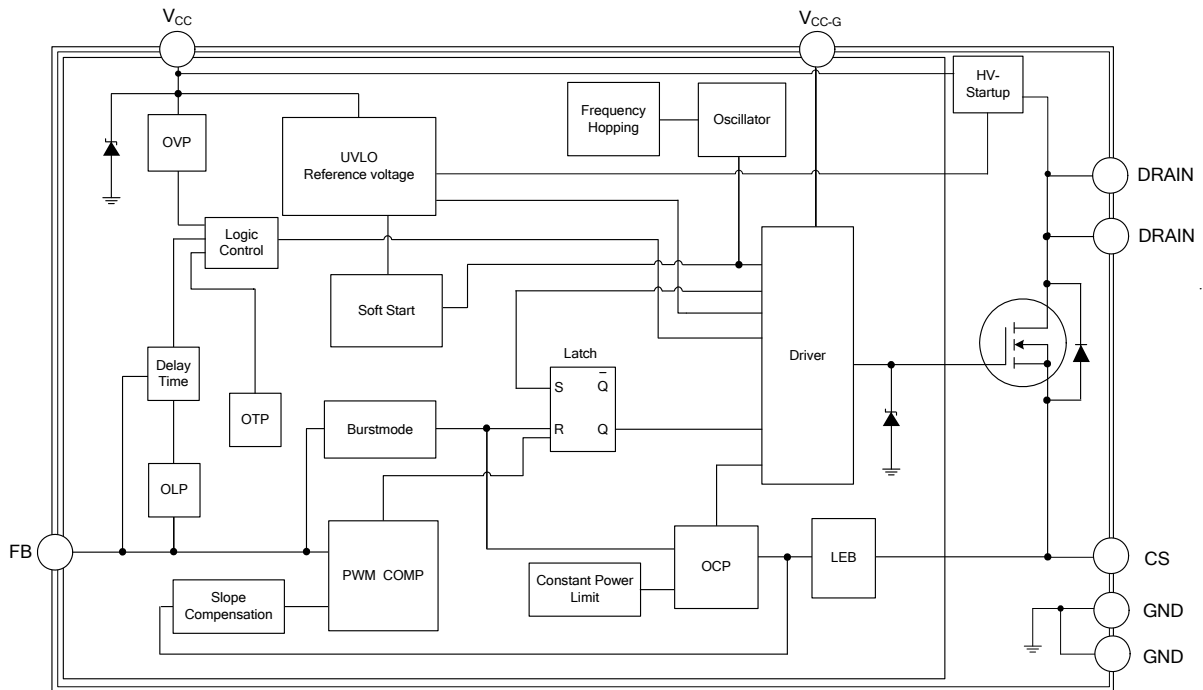 VCC
VCC-G
HV-
Startup
Frequency
Hopping
Oscillator
OVP
UVLO
Reference voltage
DRAIN
DRAIN
Logic
Control
Soft Start
Driver
Latch
Delay
Time
S
Q
OTP
Burstmode
R
Q
OLP
FB
PWM COMP
OCP
LEB
CS
Constant Power
Limit
Slope
Compensation
GND
GND